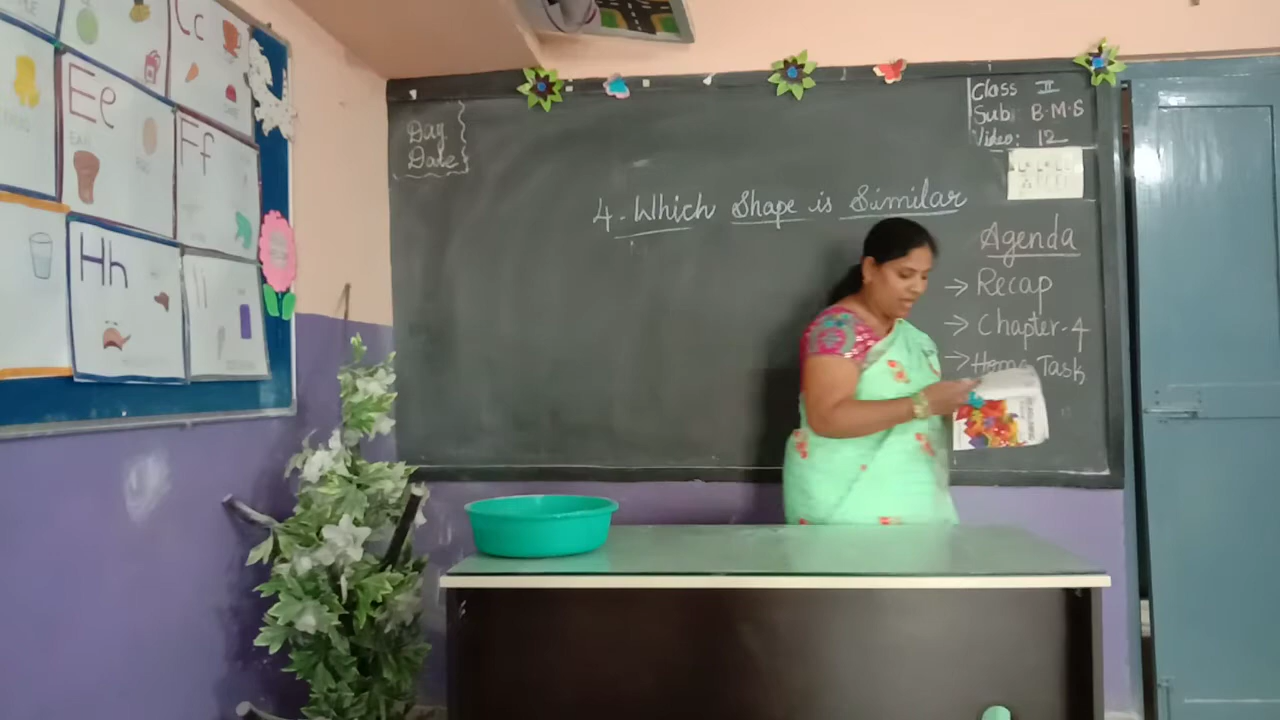 Cc
Ee
EAR
Ff
Hh
Day
Date
Class II
Sub: B.M.S
Video: 12
4. Which Shape is Similar
Agenda
→ Recap
→ Chapter-4
→ Home Task